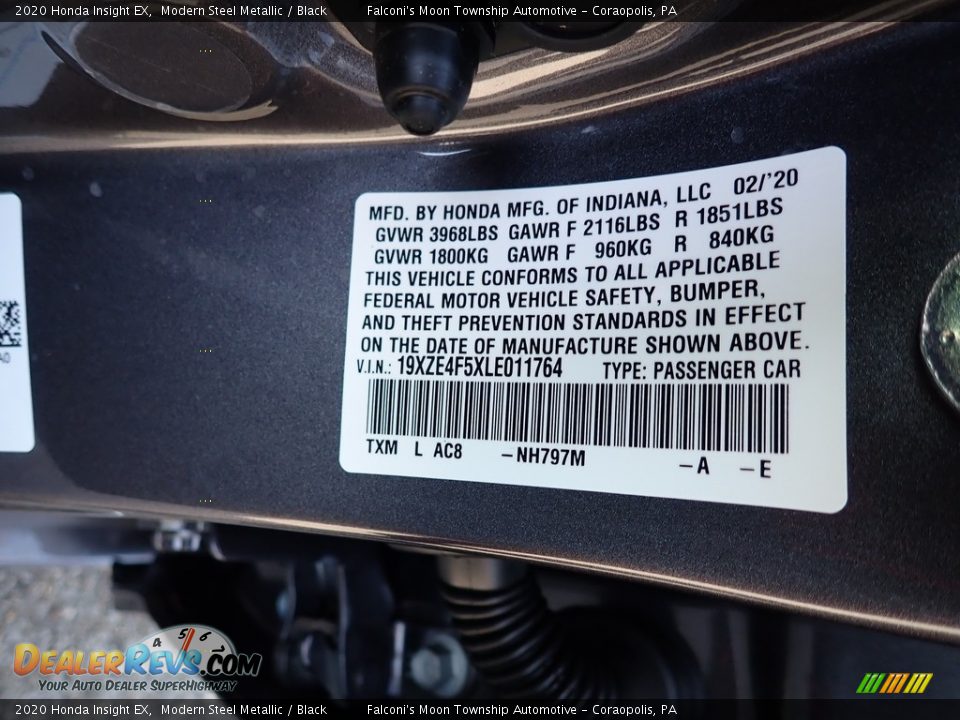 2020 Honda Insight EX, Modern Steel Metallic / Black Falconi's Moon Township Automotive - Coraopolis, PA
MFD. BY HONDA MFG. OF INDIANA, LLC 02/'20
GVWR 3968LBS GAWR F 2116LBS R 1851LBS
GVWR 1800KG GAWR F 960KG R 840KG
THIS VEHICLE CONFORMS TO ALL APPLICABLE
FEDERAL MOTOR VEHICLE SAFETY, BUMPER,
AND THEFT PREVENTION STANDARDS IN EFFECT
ON THE DATE OF MANUFACTURE SHOWN ABOVE.
V.I.N.: 19XZE4F5XLE011764 TYPE: PASSENGER CAR
TXM L AC8 -NH797M -A -E
4 5 6
DealerRevs.com
Your Auto Dealer SuperHighway
2020 Honda Insight EX, Modern Steel Metallic / Black Falconi's Moon Township Automotive - Coraopolis, PA